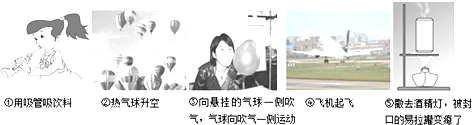 ①用吸管吸饮料
②热气球升空
③向悬挂的气球一侧吹
气，气球向吹气一侧运动
④飞机起飞
⑤撤去酒精灯，被封
口的易拉罐变瘪了